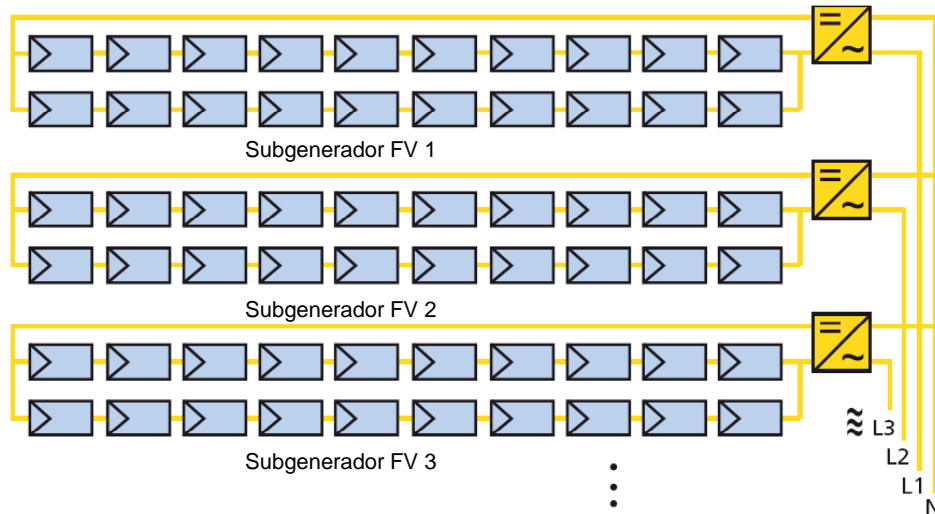 Subgenerador FV 1
Subgenerador FV 2
Subgenerador FV 3
L3
L2
L1
N